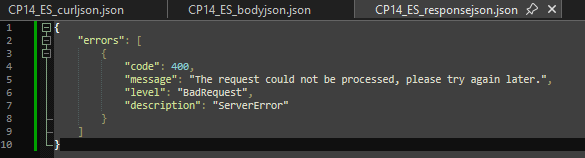 CP14_ES_curljson.json CP14_ES_bodyjson.json CP14_ES_responsejson.json
1 {
2 "errors": [
3 {
4 "code": 400,
5 "message": "The request could not be processed, please try again later.",
6 "level": "BadRequest",
7 "description": "ServerError"
8 }
9 ]
10 }